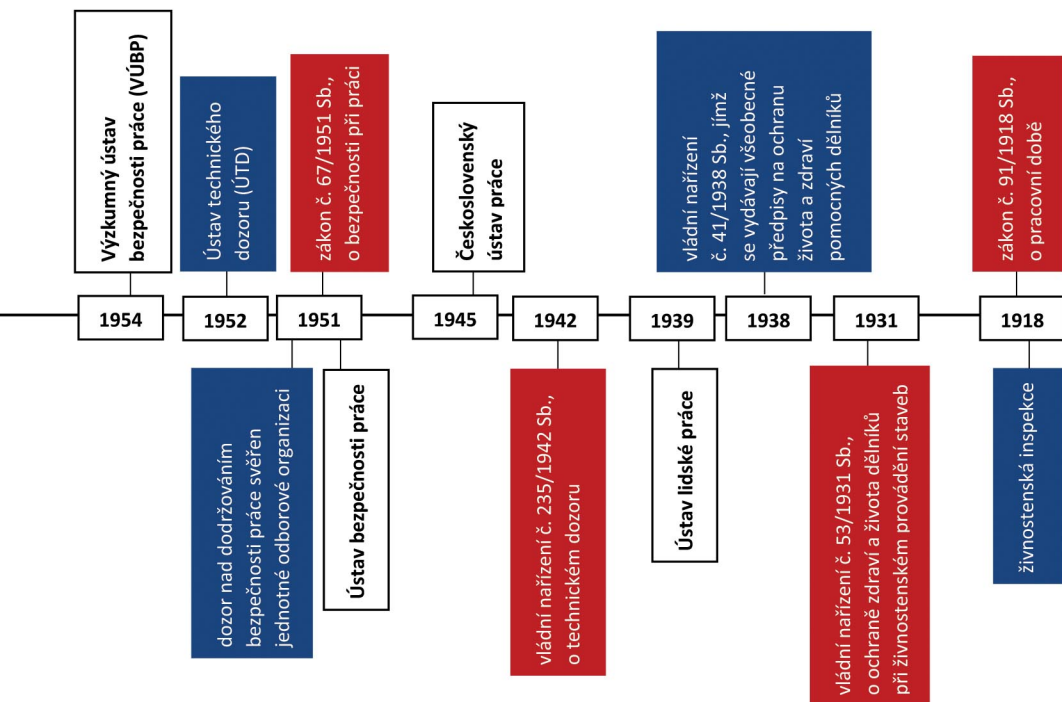 Výzkumný ústav
bezpečnosti práce (VÚBP)
Ústav technického
dozoru (ÚTD)
zákon č. 67/1951 Sb.,
o bezpečnosti při práci
Československý
ústav práce
vládní nařízení
č. 41/1938 Sb., jímž
se vydávají všeobecné
předpisy na ochranu
života a zdraví
pomocných dělníků
zákon č. 91/1918 Sb.,
o pracovní době
1954
1952
1951
1945
1942
1939
1938
1931
1918
dozor nad dodržováním
bezpečnosti práce svěřen
jednotné odborové organizaci
Ústav bezpečnosti práce
vládní nařízení č. 235/1942 Sb.,
o technickém dozoru
Ústav lidské práce
vládní nařízení č. 53/1931 Sb.,
o ochraně zdraví a života dělníků
při živnostenském provádění staveb
živnostenská inspekce